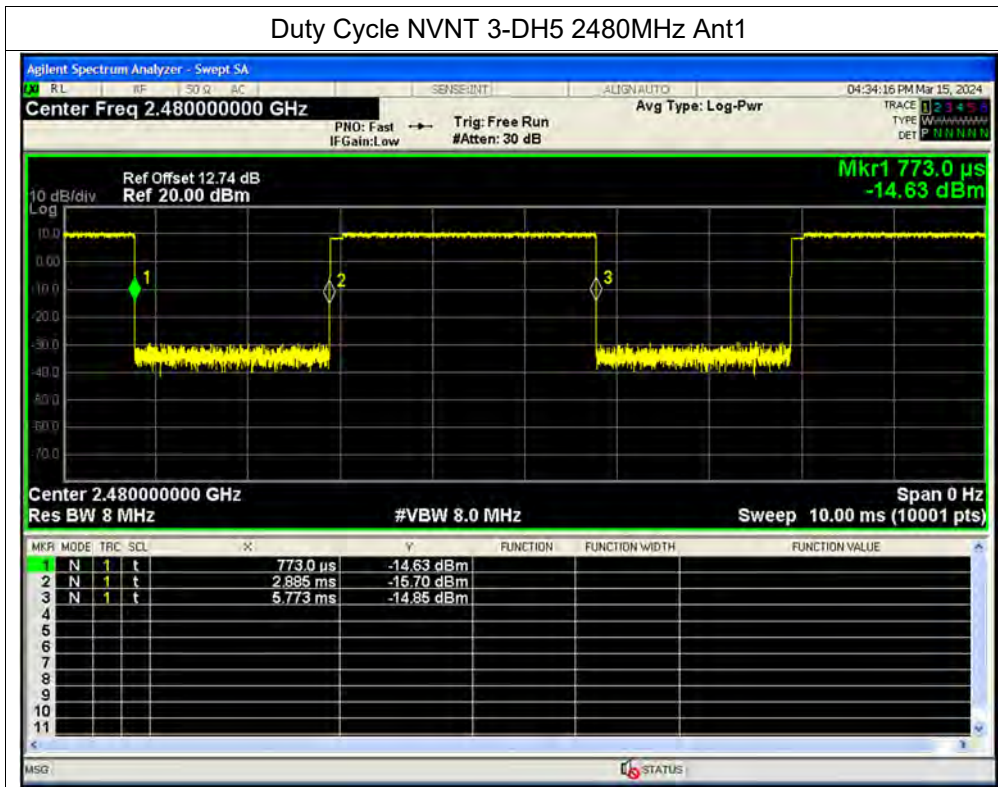 Duty Cycle NVNT 3-DH5 2480MHz Ant1
Agilent Spectrum Analyzer - Swept SA
RL RF 50 Ω AC SENSE:INT ALIGNAUTO 04:34:16 PM Mar 15, 2024
Center Freq 2.480000000 GHz Avg Type: Log-Pwr TRACE 1 2 3 4 5 6
PNO: Fast Trig: Free Run TYPE W
IFGain:Low #Atten: 30 dB DET P N N N N N
Mkr1 773.0 µs
Ref Offset 12.74 dB
10 dB/div Ref 20.00 dBm -14.63 dBm
Log
10.0
0.00
1 2 3
-10.0
-20.0
-30.0
-40.0
-50.0
-60.0
-70.0
Center 2.480000000 GHz Span 0 Hz
Res BW 8 MHz #VBW 8.0 MHz Sweep 10.00 ms (10001 pts)
MKR MODE TRC SCL X Y FUNCTION FUNCTION WIDTH FUNCTION VALUE
1 N 1 t 773.0 µs -14.63 dBm
2 N 1 t 2.885 ms -15.70 dBm
3 N 1 t 5.773 ms -14.85 dBm
4
5
6
7
8
9
10
11
MSG STATUS